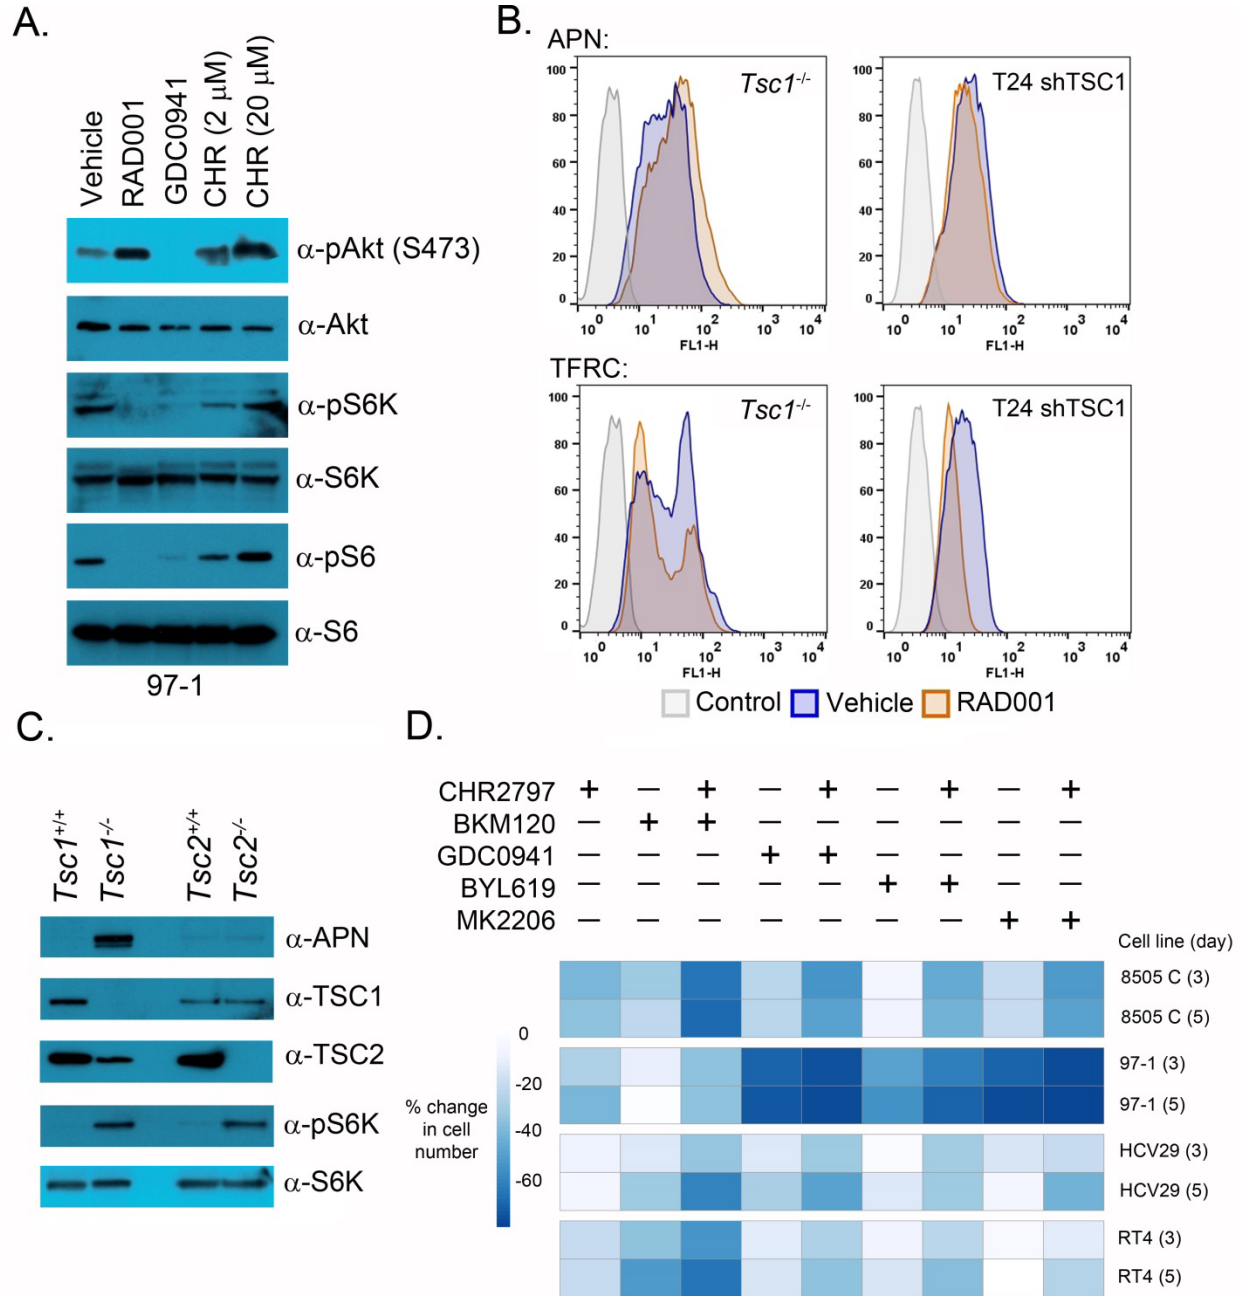 A.
Vehicle
RAD001
GDC0941
CHR (2 μM)
CHR (20 μM)
α-pAkt (S473)
α-Akt
α-pS6K
α-S6K
α-pS6
α-S6
97-1
B.
APN:
Tsc1-/-
100
80
60
40
20
0
10^0 10^1 10^2 10^3 10^4
FL1-H
T24 shTSC1
100
80
60
40
20
0
10^0 10^1 10^2 10^3 10^4
FL1-H
TFRC:
Tsc1-/-
100
80
60
40
20
0
10^0 10^1 10^2 10^3 10^4
FL1-H
T24 shTSC1
100
80
60
40
20
0
10^0 10^1 10^2 10^3 10^4
FL1-H
Control Vehicle RAD001
C.
Tsc1+/+
Tsc1-/-
Tsc2+/+
Tsc2-/-
α-APN
α-TSC1
α-TSC2
α-pS6K
α-S6K
D.
CHR2797 + — + — + — + — +
BKM120 — + + — — — — — —
GDC0941 — — — + + — — — —
BYL619 — — — — — + + — —
MK2206 — — — — — — — + +
Cell line (day)
8505 C (3)
8505 C (5)
97-1 (3)
97-1 (5)
HCV29 (3)
HCV29 (5)
RT4 (3)
RT4 (5)
% change
in cell
number
0
-20
-40
-60